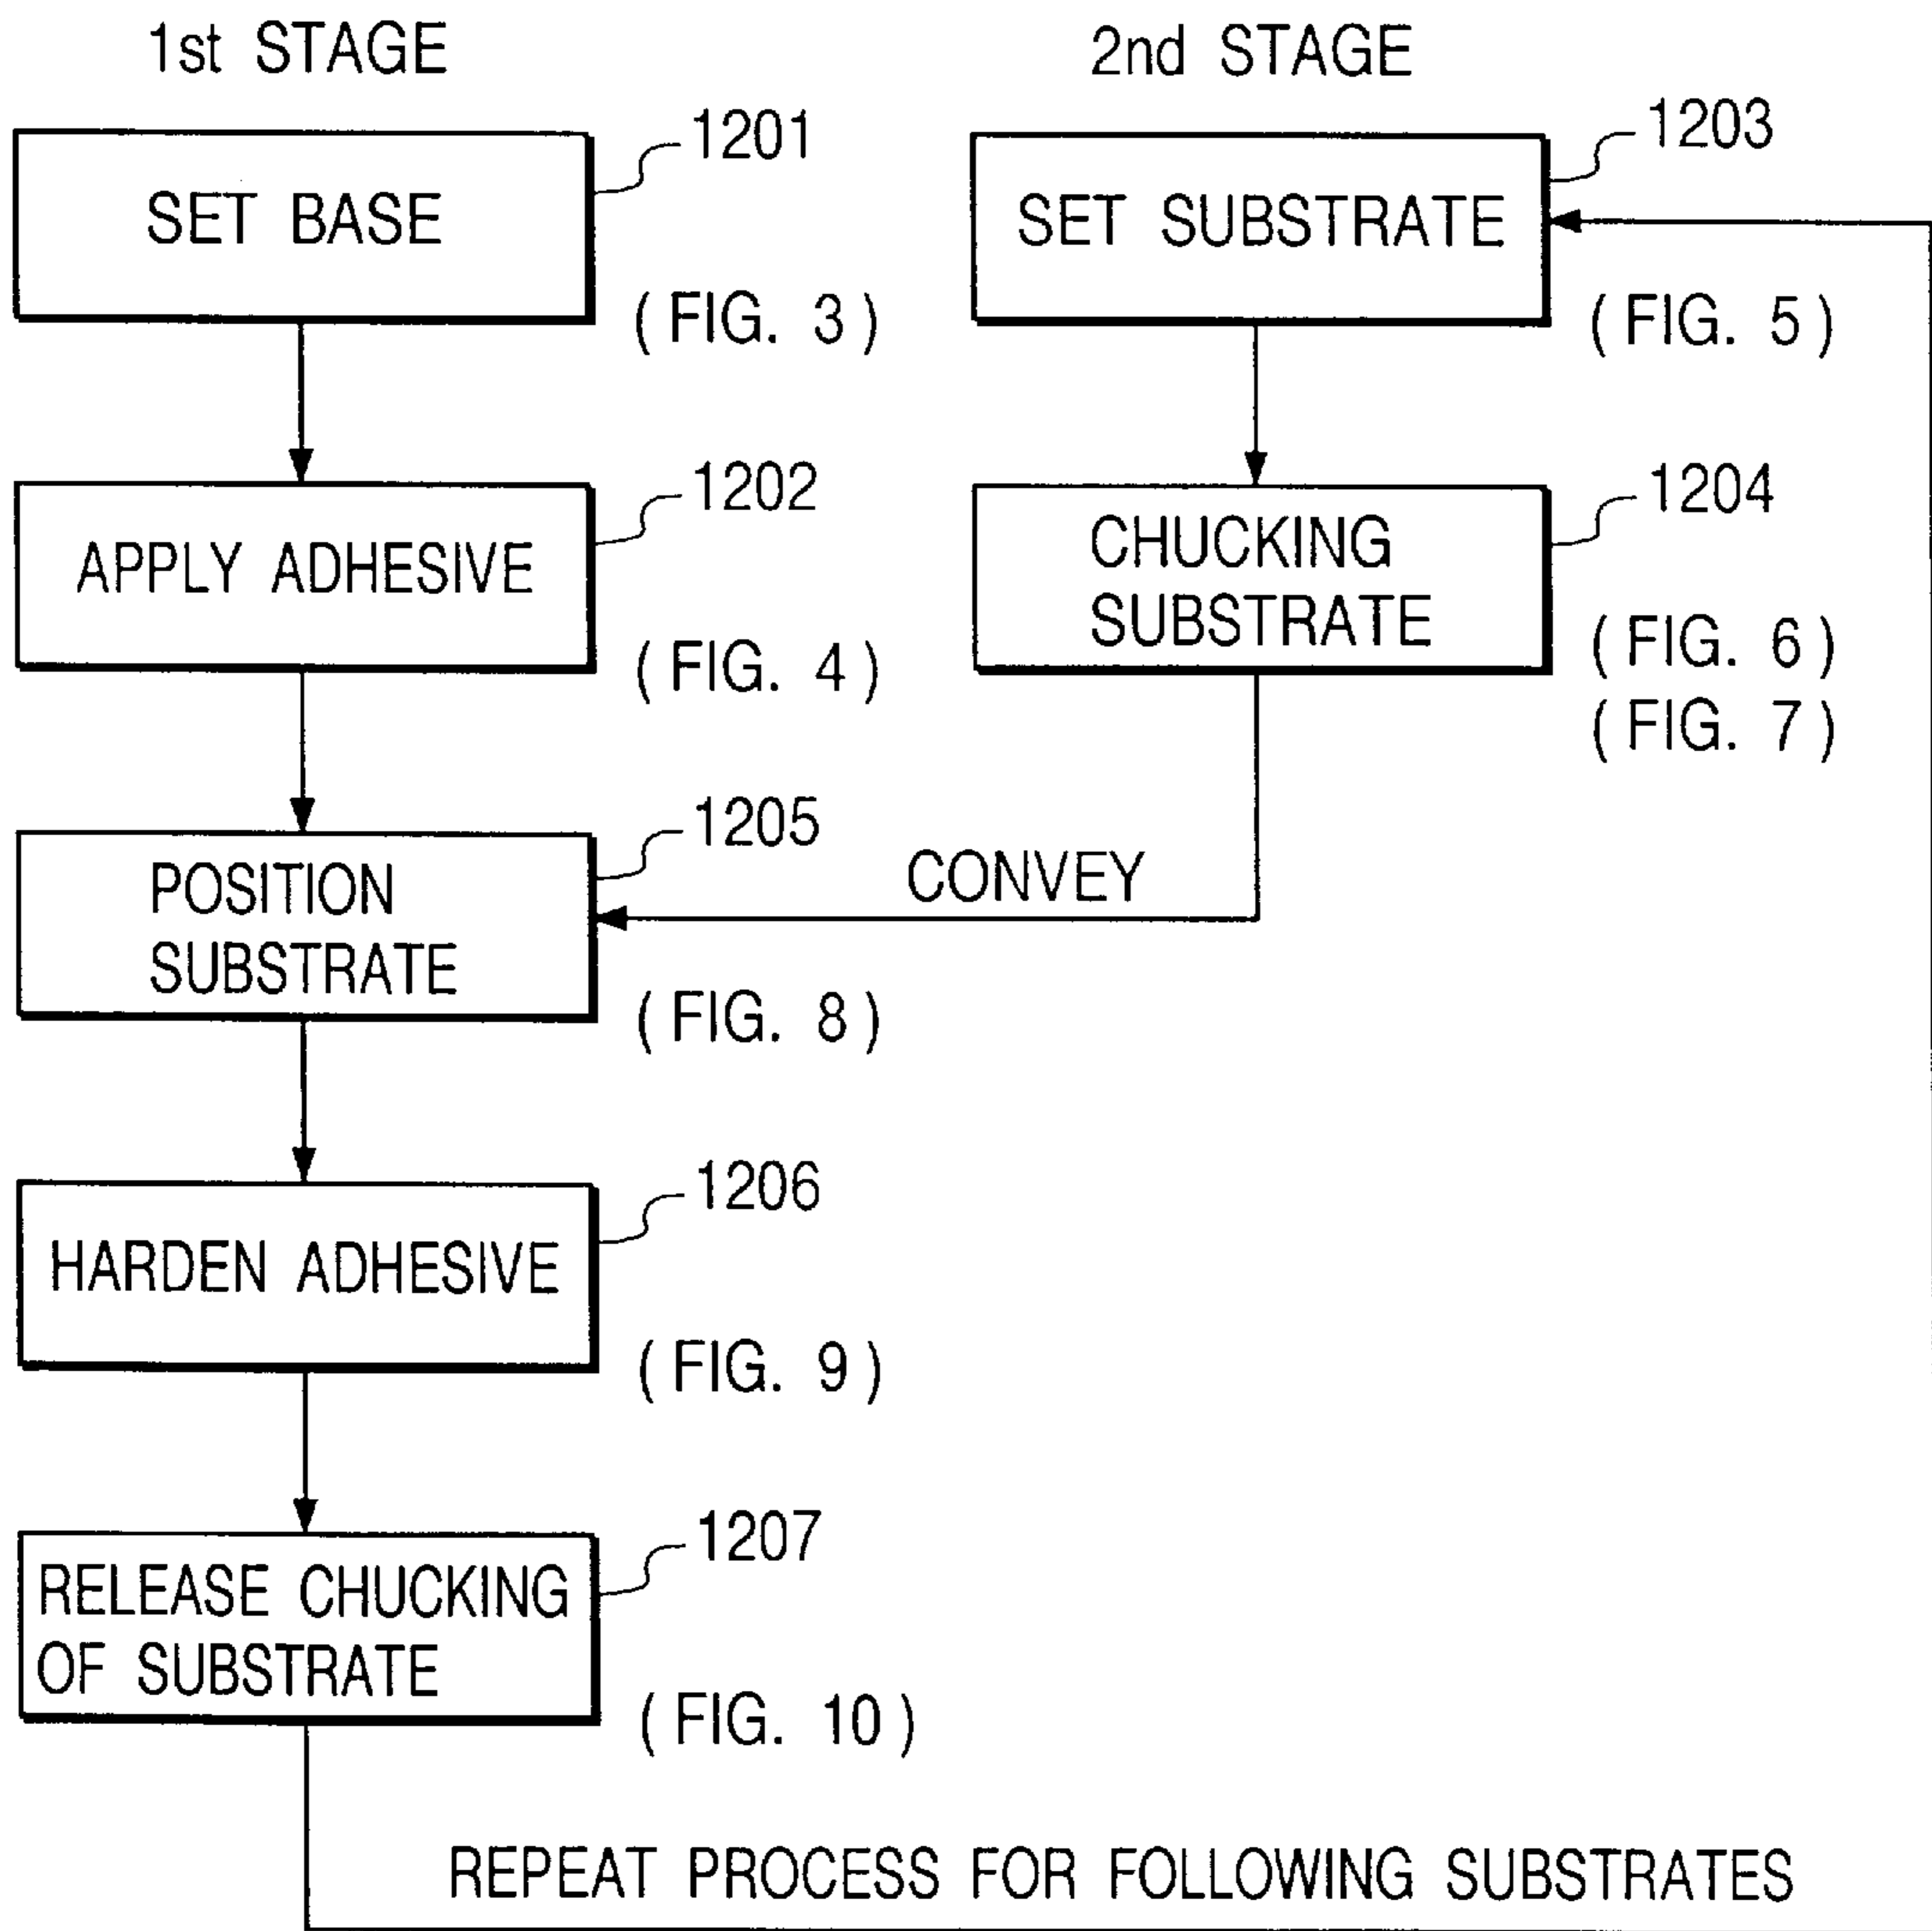 1st STAGE
1201
SET BASE
(FIG. 3)
1202
APPLY ADHESIVE
(FIG. 4)
1205
POSITION
SUBSTRATE
(FIG. 8)
1206
HARDEN ADHESIVE
(FIG. 9)
1207
RELEASE CHUCKING
OF SUBSTRATE
(FIG. 10)
2nd STAGE
1203
SET SUBSTRATE
(FIG. 5)
1204
CHUCKING
SUBSTRATE
(FIG. 6)
(FIG. 7)
CONVEY
REPEAT PROCESS FOR FOLLOWING SUBSTRATES